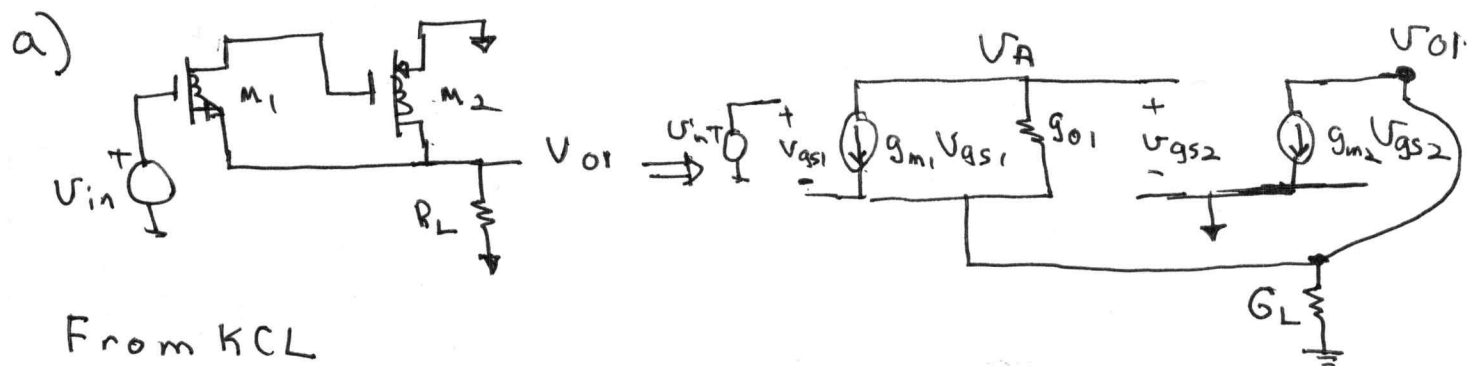 a)
M1
M2
Vin
+
Vo1
RL
VA
Vin
+
Vgs1
-
gm1Vgs1
go1
+
Vgs2
-
gm2Vgs2
Vo1
GL
From KCL